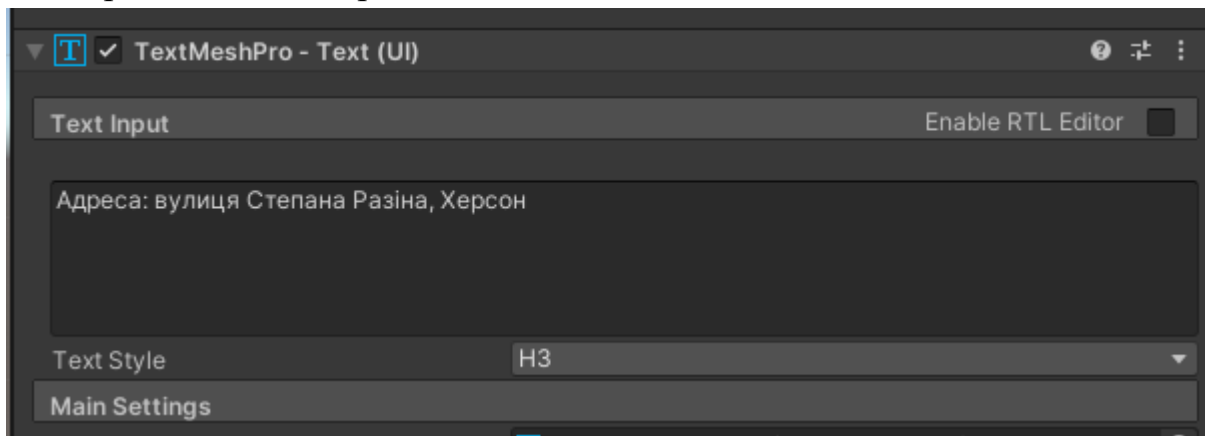 TextMeshPro - Text (UI)
Text Input Enable RTL Editor
Адреса: вулиця Степана Разіна, Херсон
Text Style H3
Main Settings